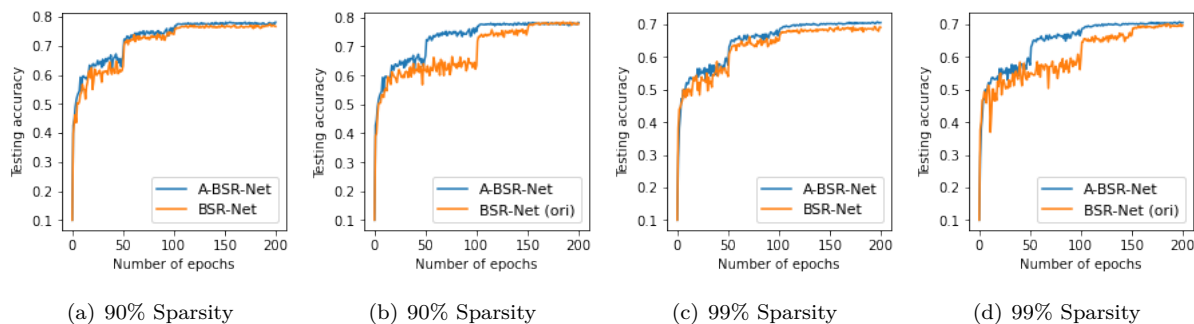 0.8
0.7
0.6
0.5
0.4
0.3
0.2
0.1
Testing accuracy
A-BSR-Net
BSR-Net
0 50 100 150 200
Number of epochs
(a) 90% Sparsity
0.8
0.7
0.6
0.5
0.4
0.3
0.2
0.1
Testing accuracy
A-BSR-Net
BSR-Net (ori)
0 50 100 150 200
Number of epochs
(b) 90% Sparsity
0.7
0.6
0.5
0.4
0.3
0.2
0.1
Testing accuracy
A-BSR-Net
BSR-Net
0 50 100 150 200
Number of epochs
(c) 99% Sparsity
0.7
0.6
0.5
0.4
0.3
0.2
0.1
Testing accuracy
A-BSR-Net
BSR-Net (ori)
0 50 100 150 200
Number of epochs
(d) 99% Sparsity